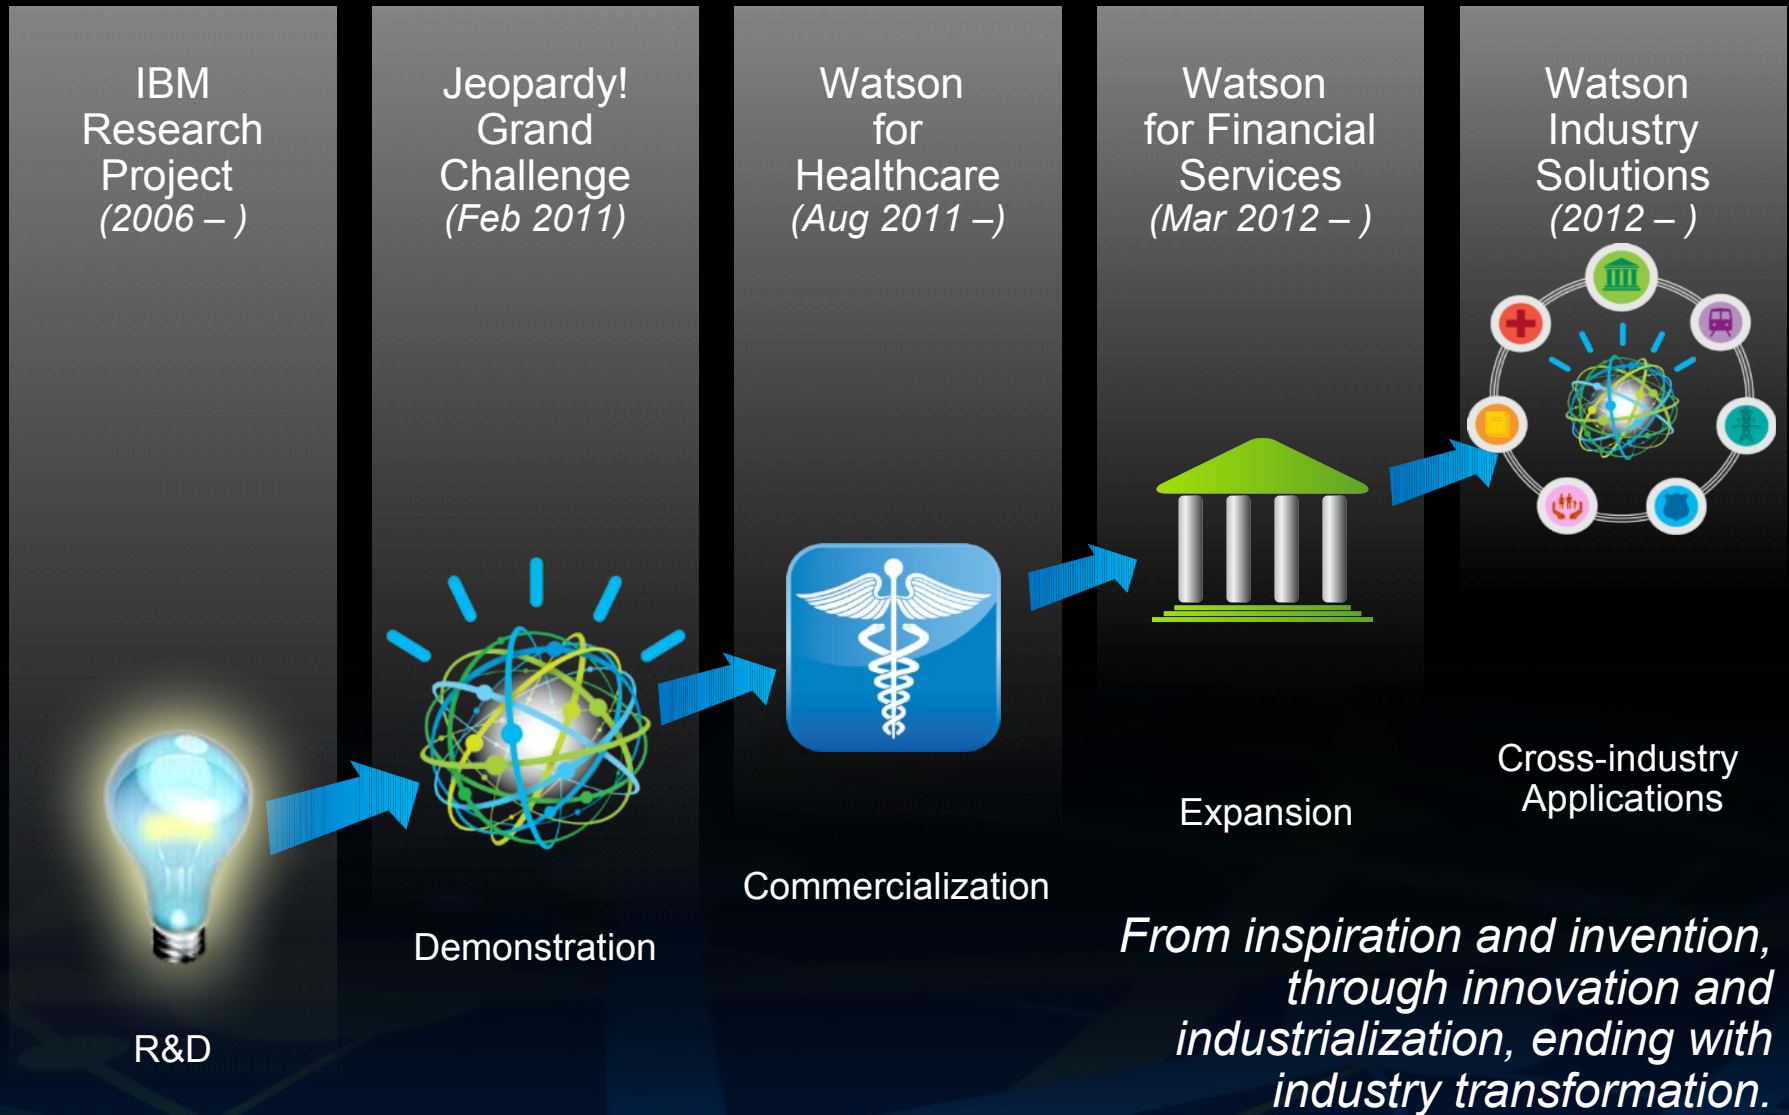 IBM
Research
Project
(2006 – )
Jeopardy!
Grand
Challenge
(Feb 2011)
Watson
for
Healthcare
(Aug 2011 –)
Watson
for Financial
Services
(Mar 2012 – )
Watson
Industry
Solutions
(2012 – )
R&D
Demonstration
Commercialization
Expansion
Cross-industry
Applications
From inspiration and invention,
through innovation and
industrialization, ending with
industry transformation.